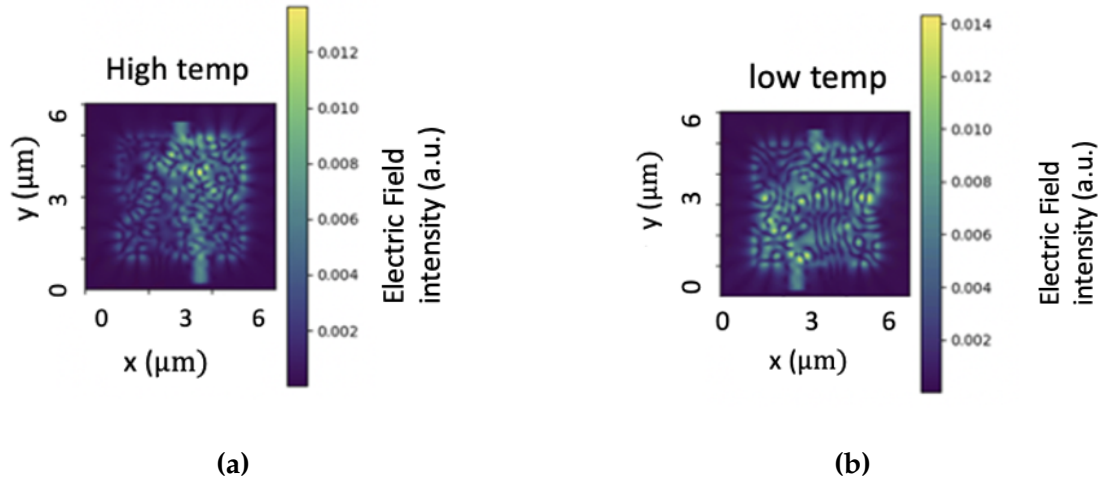 High temp
y (μm)
6
3
0
0 3 6
x (μm)
0.012
0.010
0.008
0.006
0.004
0.002
Electric Field
intensity (a.u.)
(a)
low temp
y (μm)
6
3
0
0 3 6
x (μm)
0.014
0.012
0.010
0.008
0.006
0.004
0.002
Electric Field
intensity (a.u.)
(b)